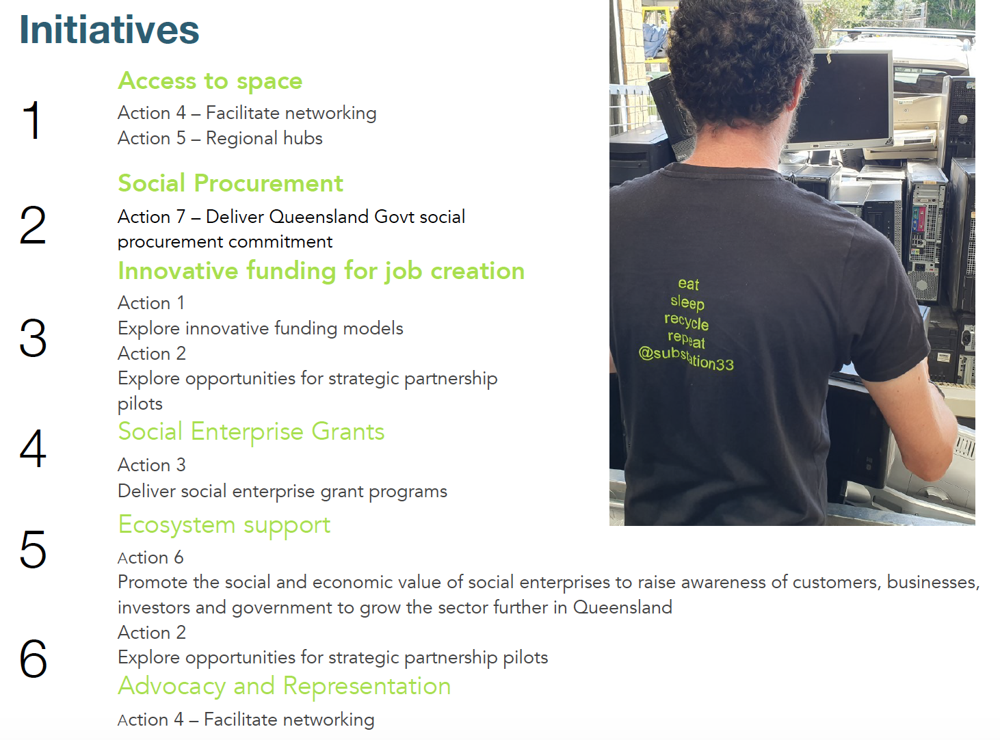 Initiatives
1
Access to space
Action 4 – Facilitate networking
Action 5 – Regional hubs
2
Social Procurement
Action 7 – Deliver Queensland Govt social
procurement commitment
3
Innovative funding for job creation
Action 1
Explore innovative funding models
Action 2
Explore opportunities for strategic partnership
pilots
4
Social Enterprise Grants
Action 3
Deliver social enterprise grant programs
5
Ecosystem support
Action 6
Promote the social and economic value of social enterprises to raise awareness of customers, businesses,
investors and government to grow the sector further in Queensland
Action 2
Explore opportunities for strategic partnership pilots
6
Advocacy and Representation
Action 4 – Facilitate networking
eat
sleep
recycle
repeat
@substation33